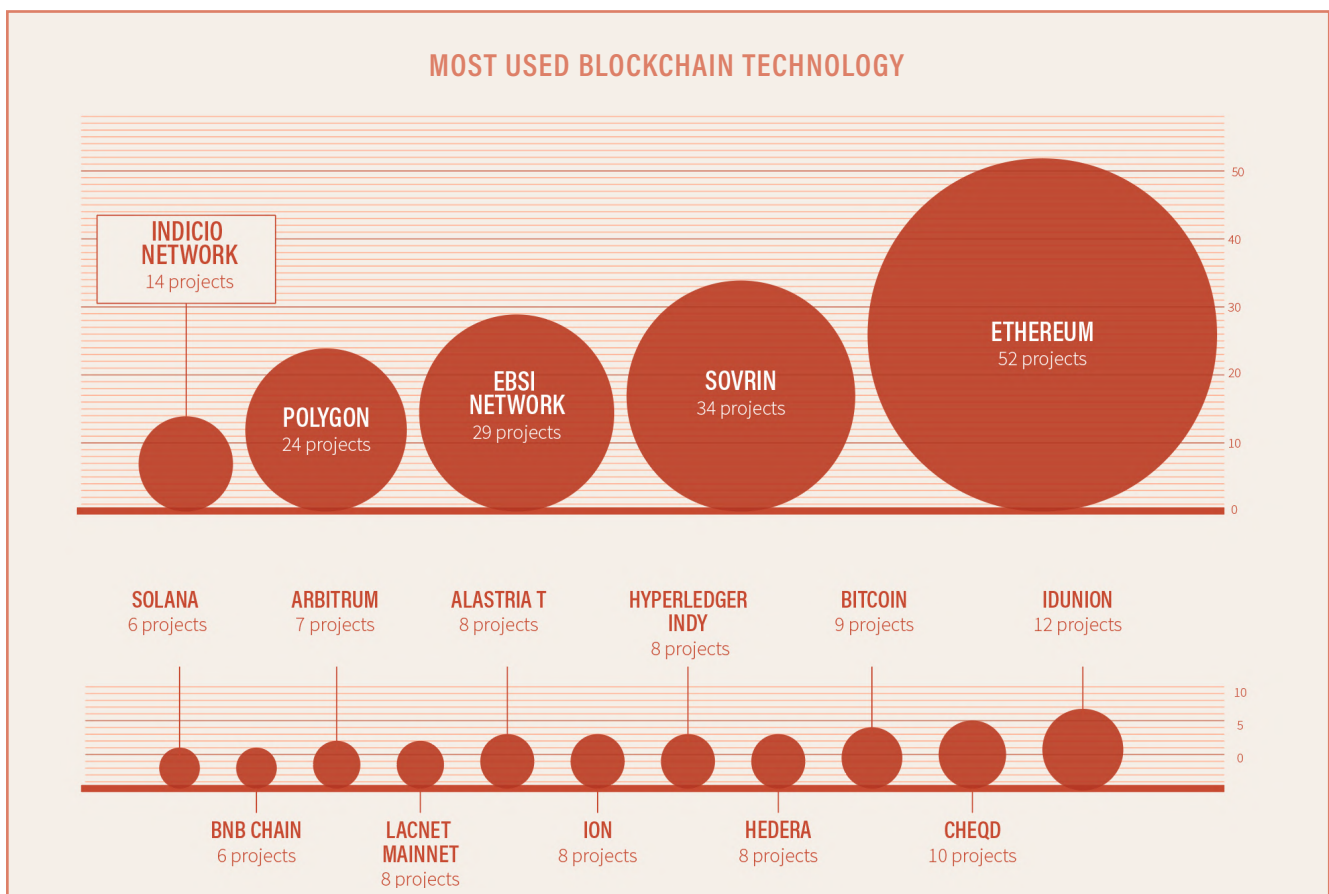 MOST USED BLOCKCHAIN TECHNOLOGY
50
40
30
20
10
0
INDICIO
NETWORK
14 projects
POLYGON
24 projects
EBSI
NETWORK
29 projects
SOVRIN
34 projects
ETHEREUM
52 projects
SOLANA
6 projects
ARBITRUM
7 projects
ALASTRIA T
8 projects
HYPERLEDGER
INDY
8 projects
BITCOIN
9 projects
IDUNION
12 projects
10
5
0
BNB CHAIN
6 projects
LACNET
MAINNET
8 projects
ION
8 projects
HEDERA
8 projects
CHEQD
10 projects